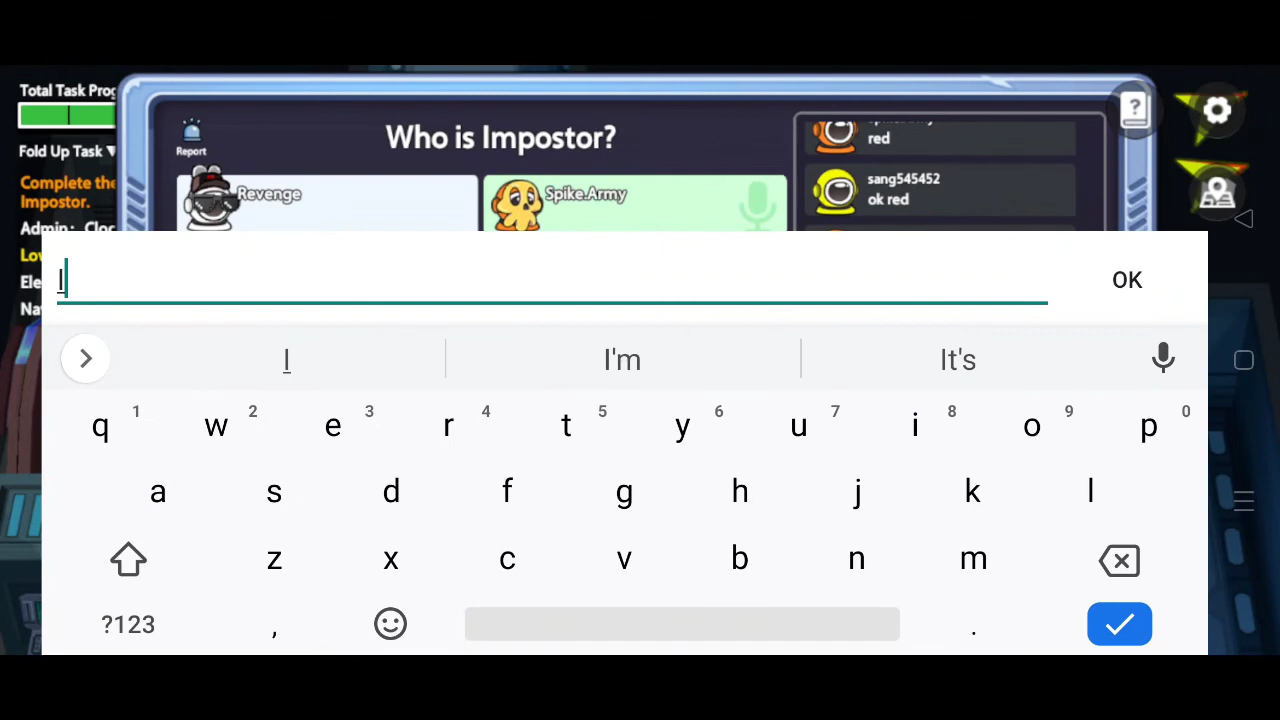 Total Task Prog
Fold Up Task ▼
Complete the
Impostor.
Admin: Cloc
Lo
Ele
Na
Report
Who is Impostor?
Revenge
Spike.Army
red
sang545452
ok red
?
I
OK
I
I'm
It's
q 1 w 2 e 3 r 4 t 5 y 6 u 7 i 8 o 9 p 0
a s d f g h j k l
z x c v b n m
?123 , .